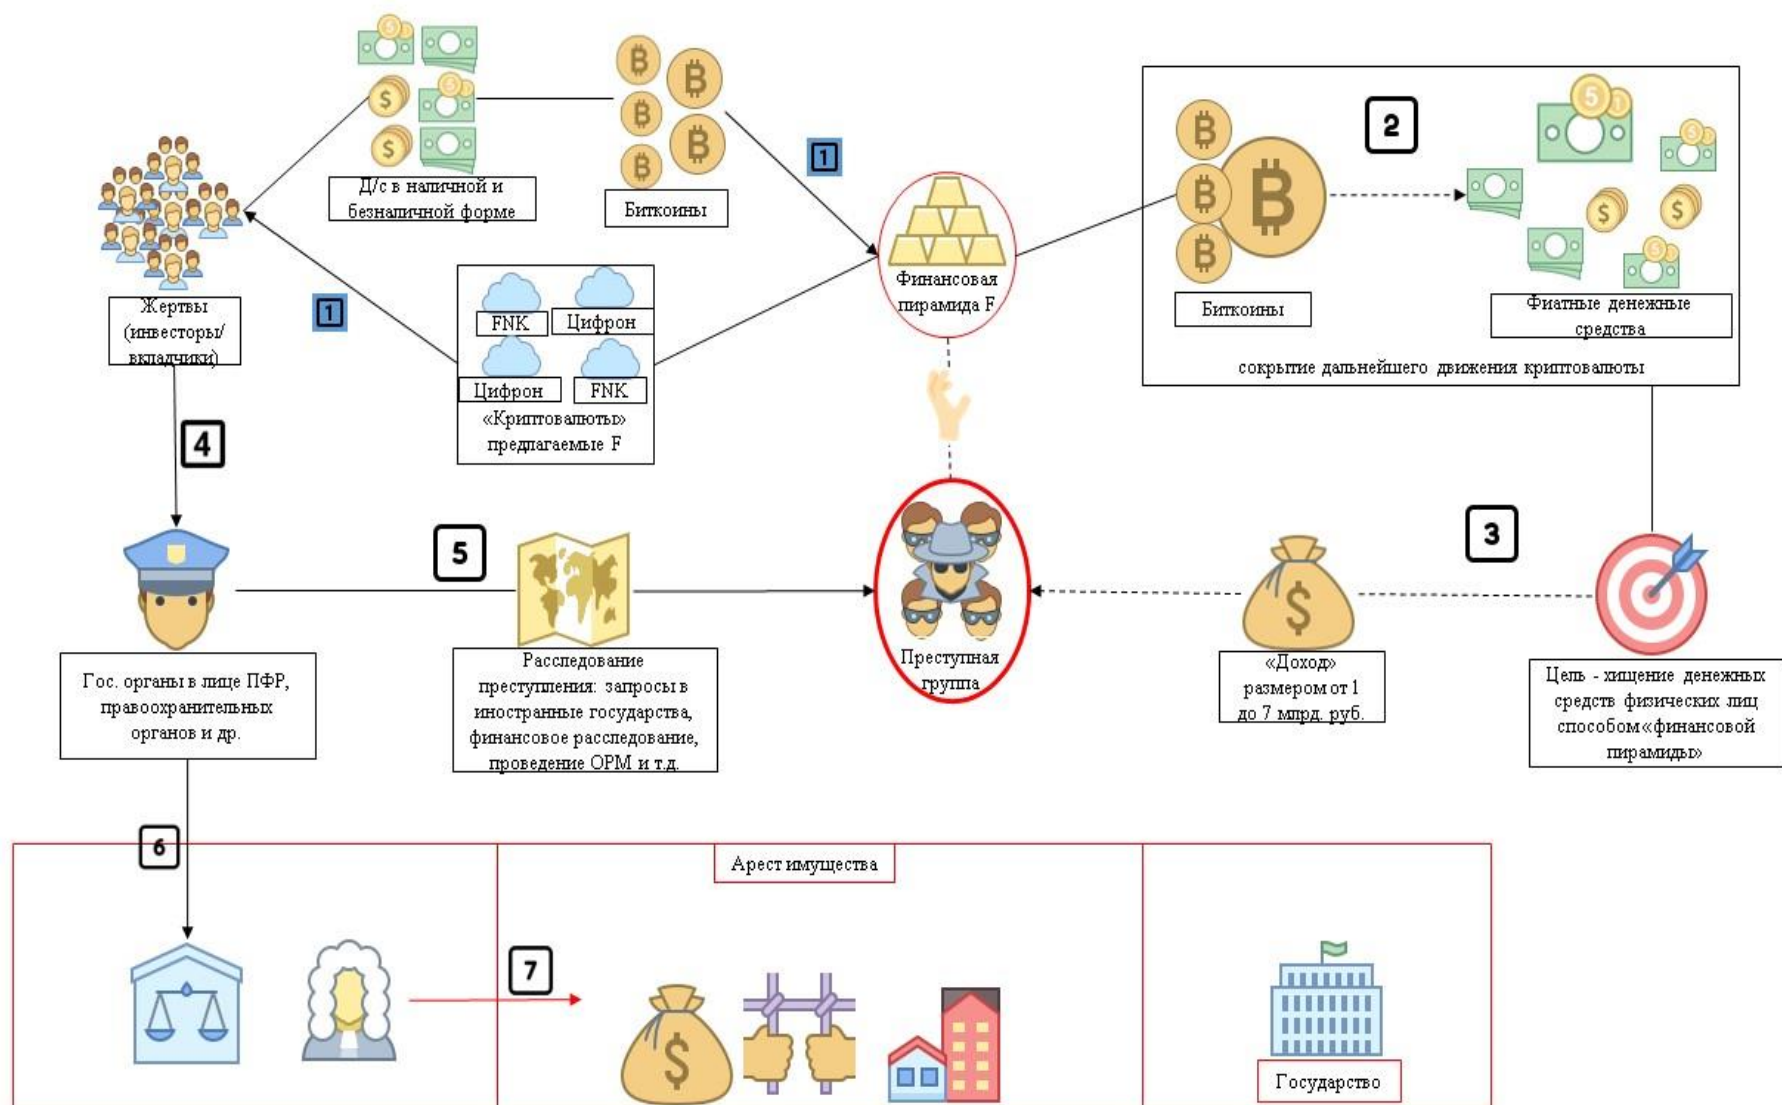 Д/с в наличной и
безналичной форме
Биткоины
1
2
Финансовая
пирамида F
Жертвы
(инвесторы/
вкладчики)
1
FNK
Цифрон
Цифрон
FNK
«Криптовалюты»
предлагаемые F
Биткоины
Фиатные денежные
средства
сокрытие дальнейшего движения криптовалюты
4
5
3
Гос. органы в лице ПФР,
правоохранительных
органов и др.
Расследование
преступления: запросы в
иностранные государства,
финансовое расследование,
проведение ОРМ и т.д.
Преступная
группа
«Доход»
размером от 1
до 7 млрд. руб.
Цель - хищение денежных
средств физических лиц
способом «финансовой
пирамиды»
6
Арест имущества
7
Государство